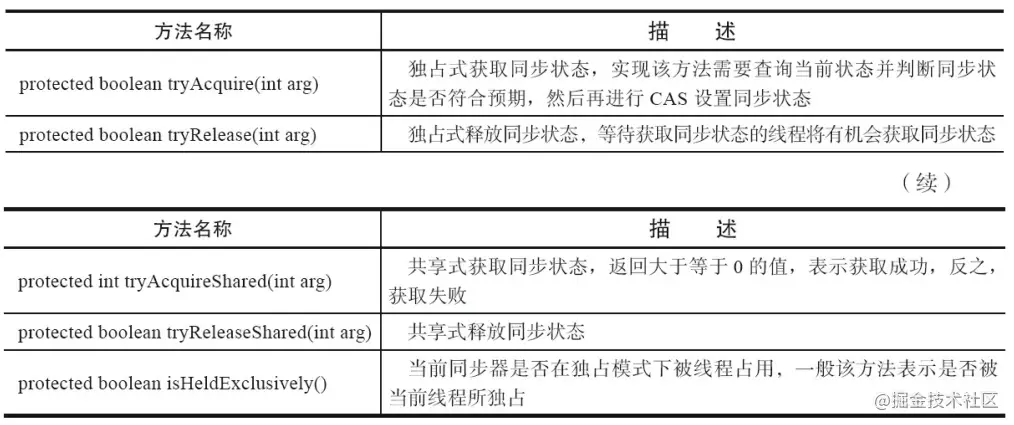 方法名称 描 述
protected boolean tryAcquire(int arg) 独占式获取同步状态，实现该方法需要查询当前状态并判断同步状
态是否符合预期，然后再进行 CAS 设置同步状态
protected boolean tryRelease(int arg) 独占式释放同步状态，等待获取同步状态的线程将有机会获取同步状态
（续）
方法名称 描 述
protected int tryAcquireShared(int arg) 共享式获取同步状态，返回大于等于 0 的值，表示获取成功，反之，
获取失败
protected boolean tryReleaseShared(int arg) 共享式释放同步状态
protected boolean isHeldExclusively() 当前同步器是否在独占模式下被线程占用，一般该方法表示是否被
当前线程所独占
@掘金技术社区